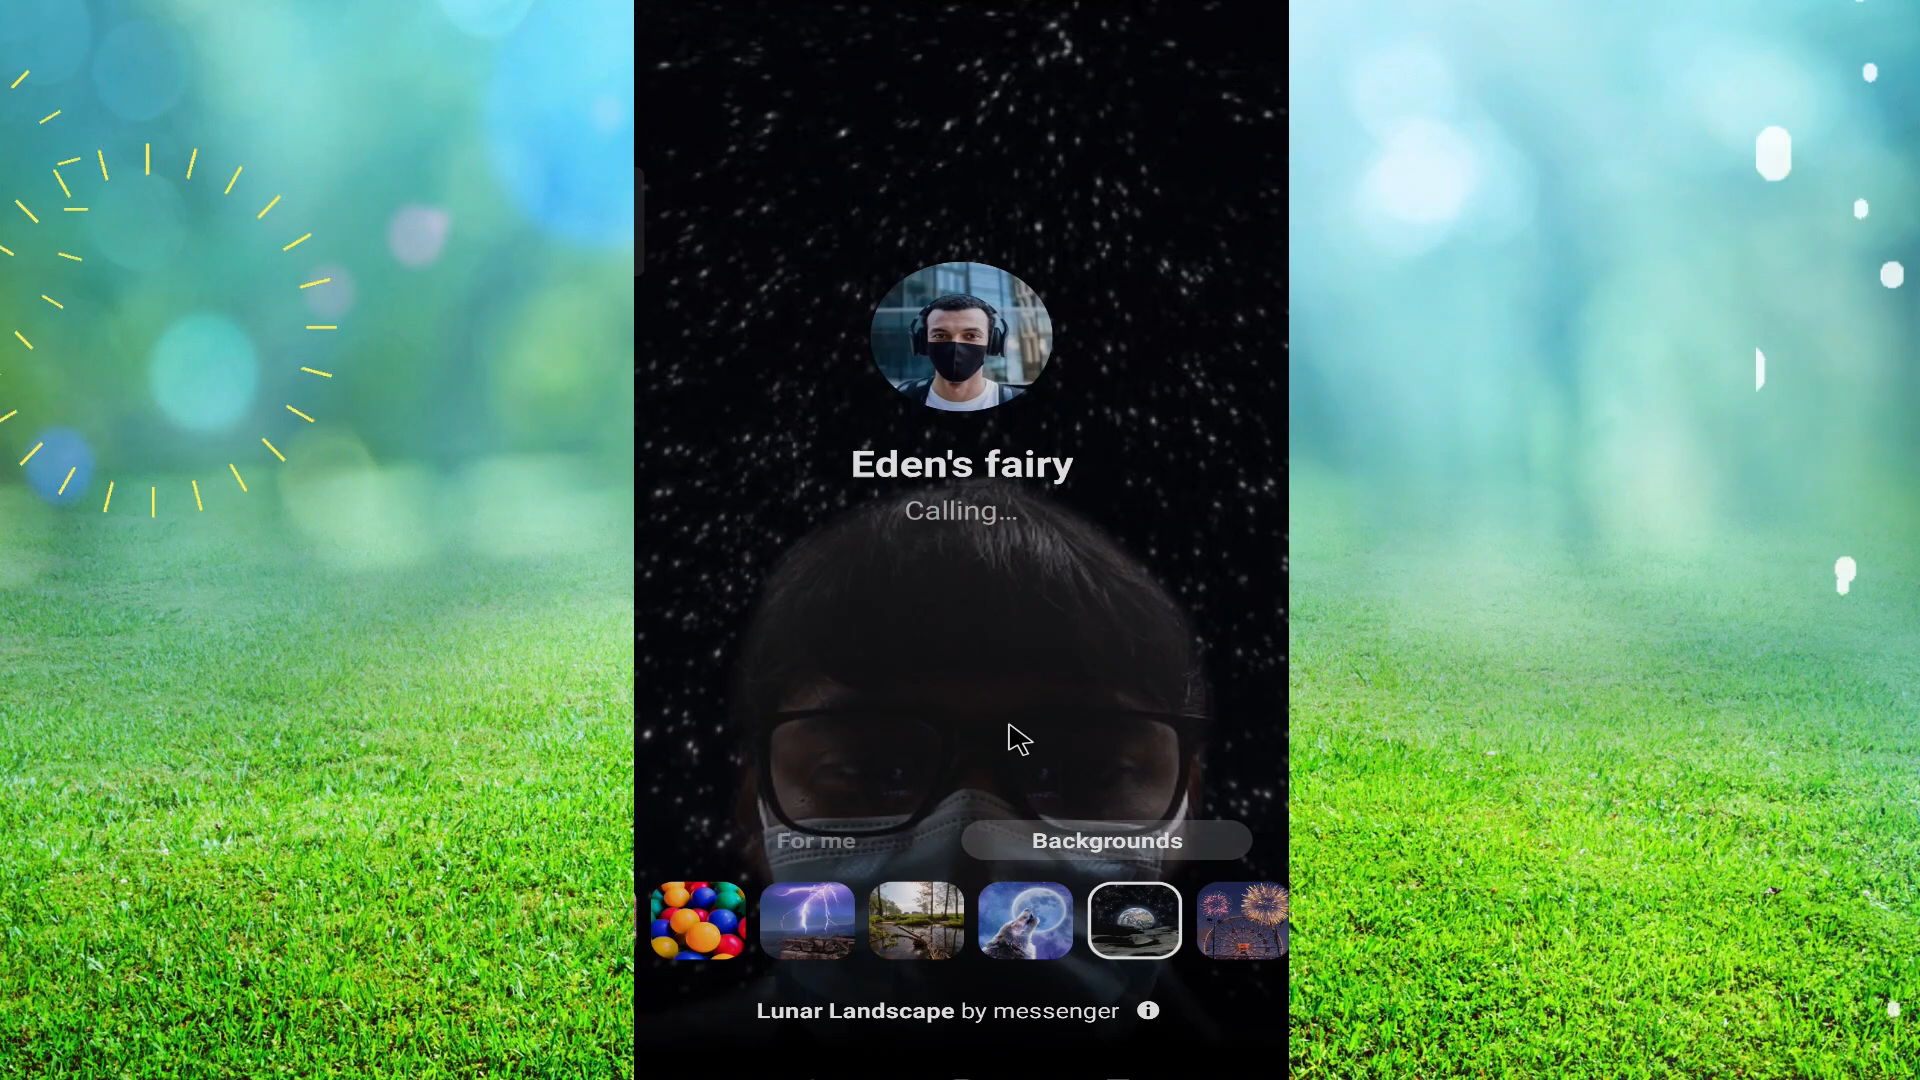 Eden's fairy
Calling...
For me
Backgrounds
Lunar Landscape by messenger